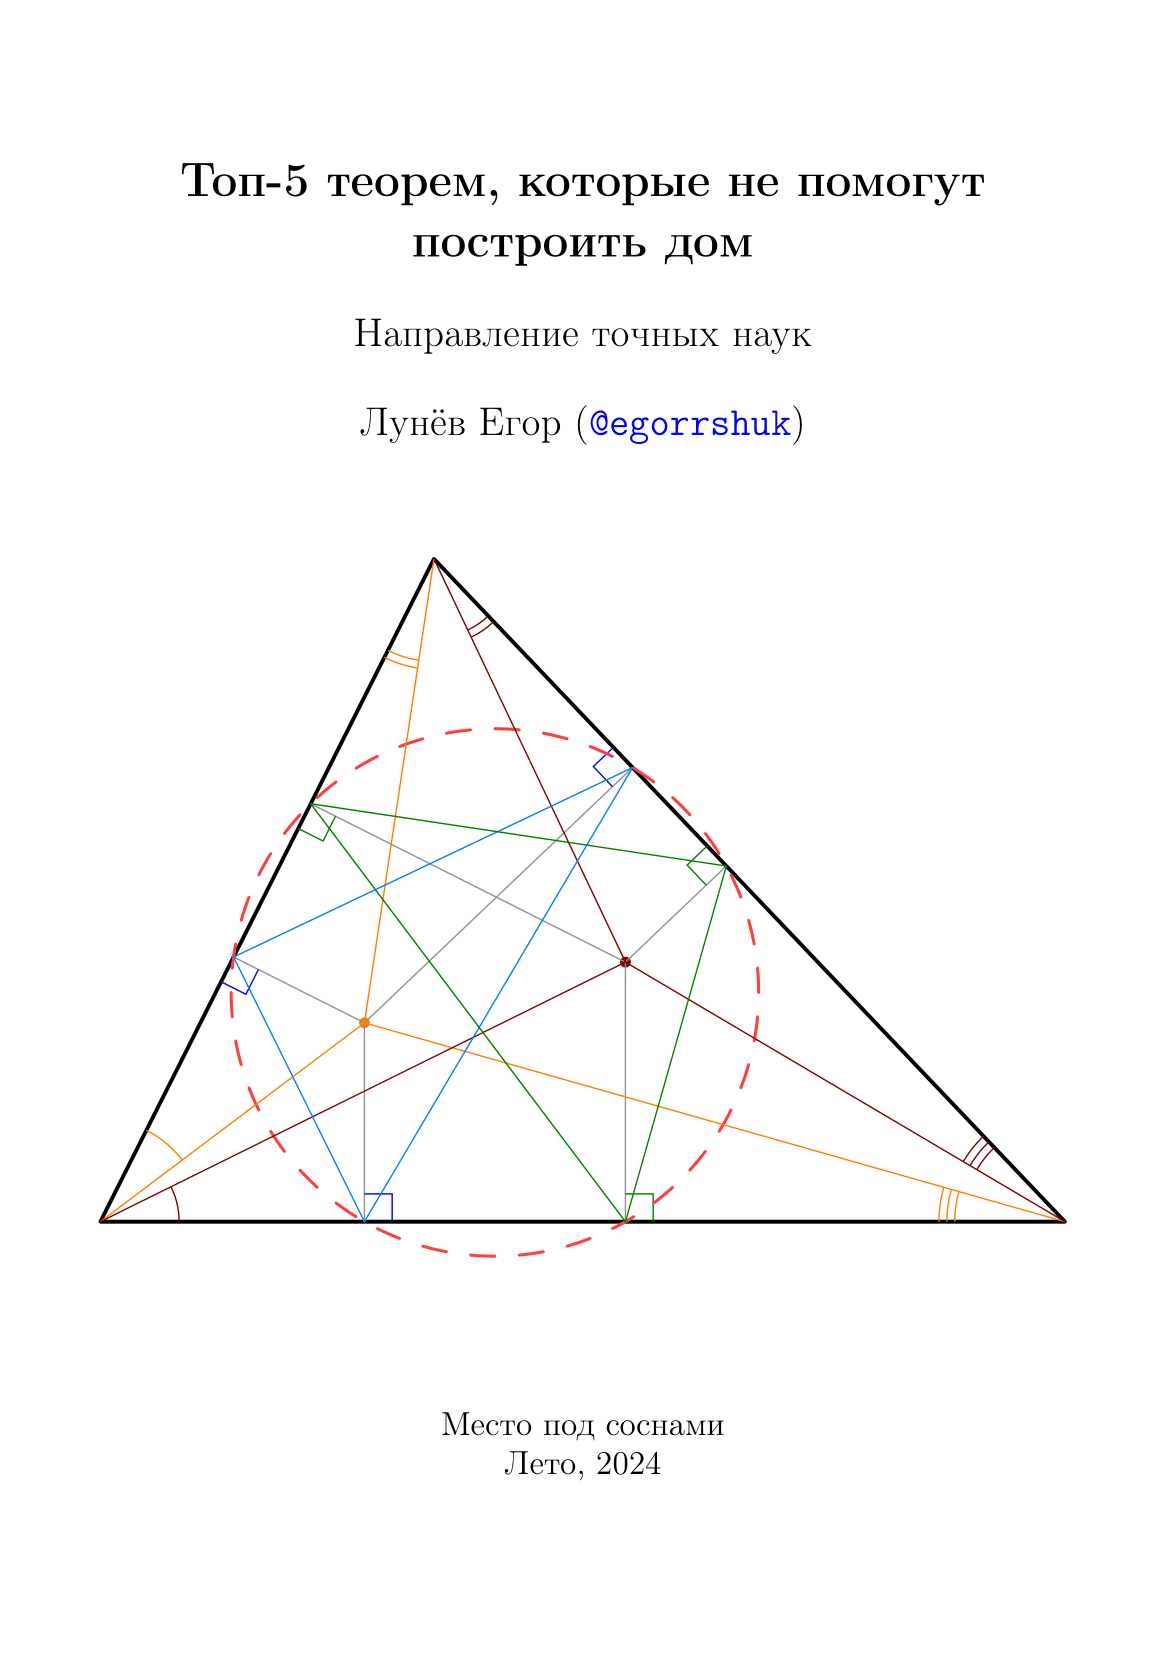 Топ-5 теорем, которые не помогут
построить дом
Направление точных наук
Лунёв Егор (@egorrshuk)
Место под соснами
Лето, 2024